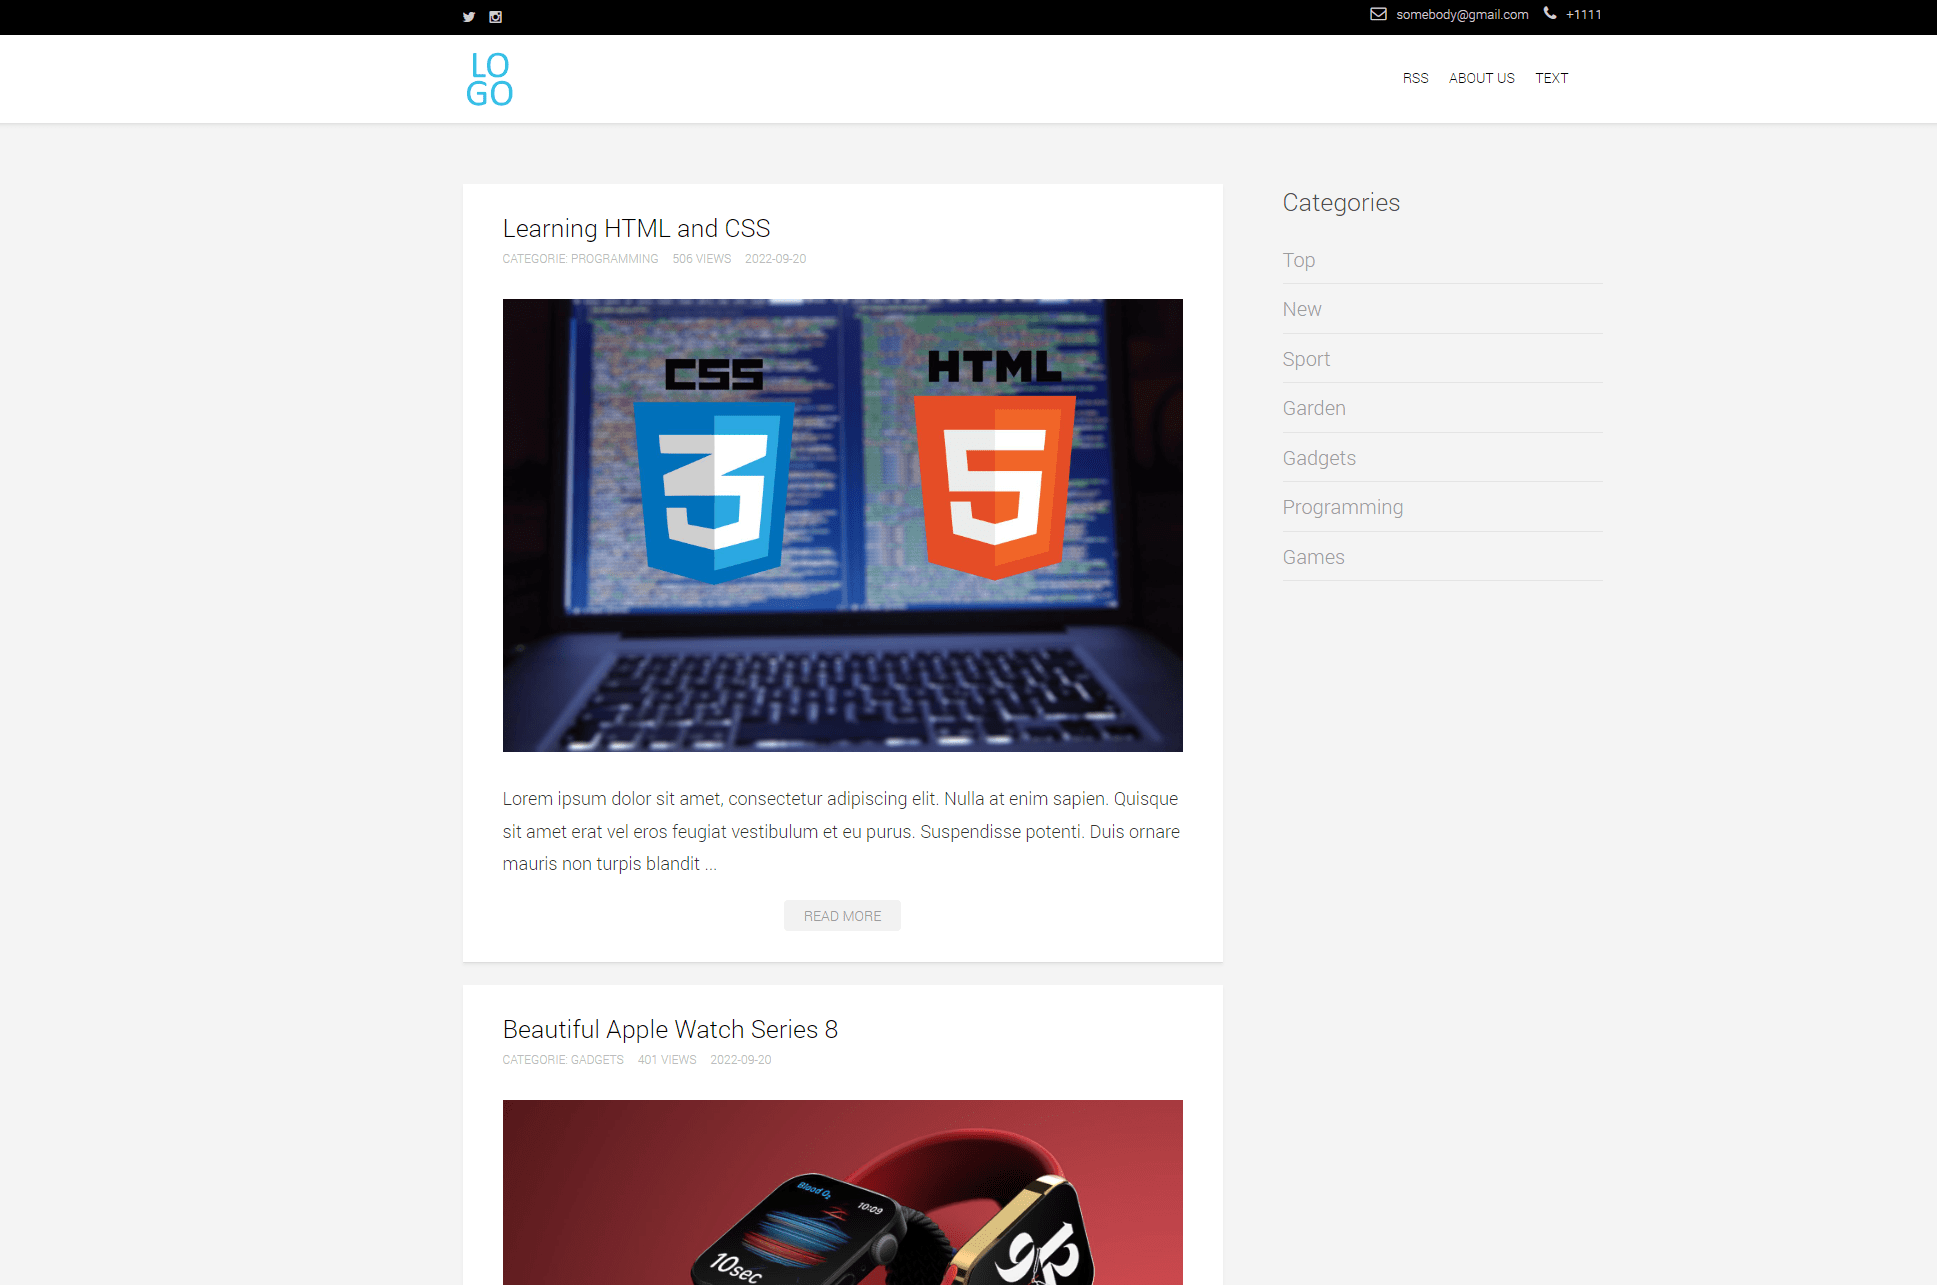 somebody@gmail.com +1111
LO
GO
RSS ABOUT US TEXT
Learning HTML and CSS
CATEGORIE: PROGRAMMING 506 VIEWS 2022-09-20
CSS HTML
Lorem ipsum dolor sit amet, consectetur adipiscing elit. Nulla at enim sapien. Quisque
sit amet erat vel eros feugiat vestibulum et eu purus. Suspendisse potenti. Duis ornare
mauris non turpis blandit ...
READ MORE
Beautiful Apple Watch Series 8
CATEGORIE: GADGETS 401 VIEWS 2022-09-20
Blood O₂
10:09
10sec
Categories
Top
New
Sport
Garden
Gadgets
Programming
Games